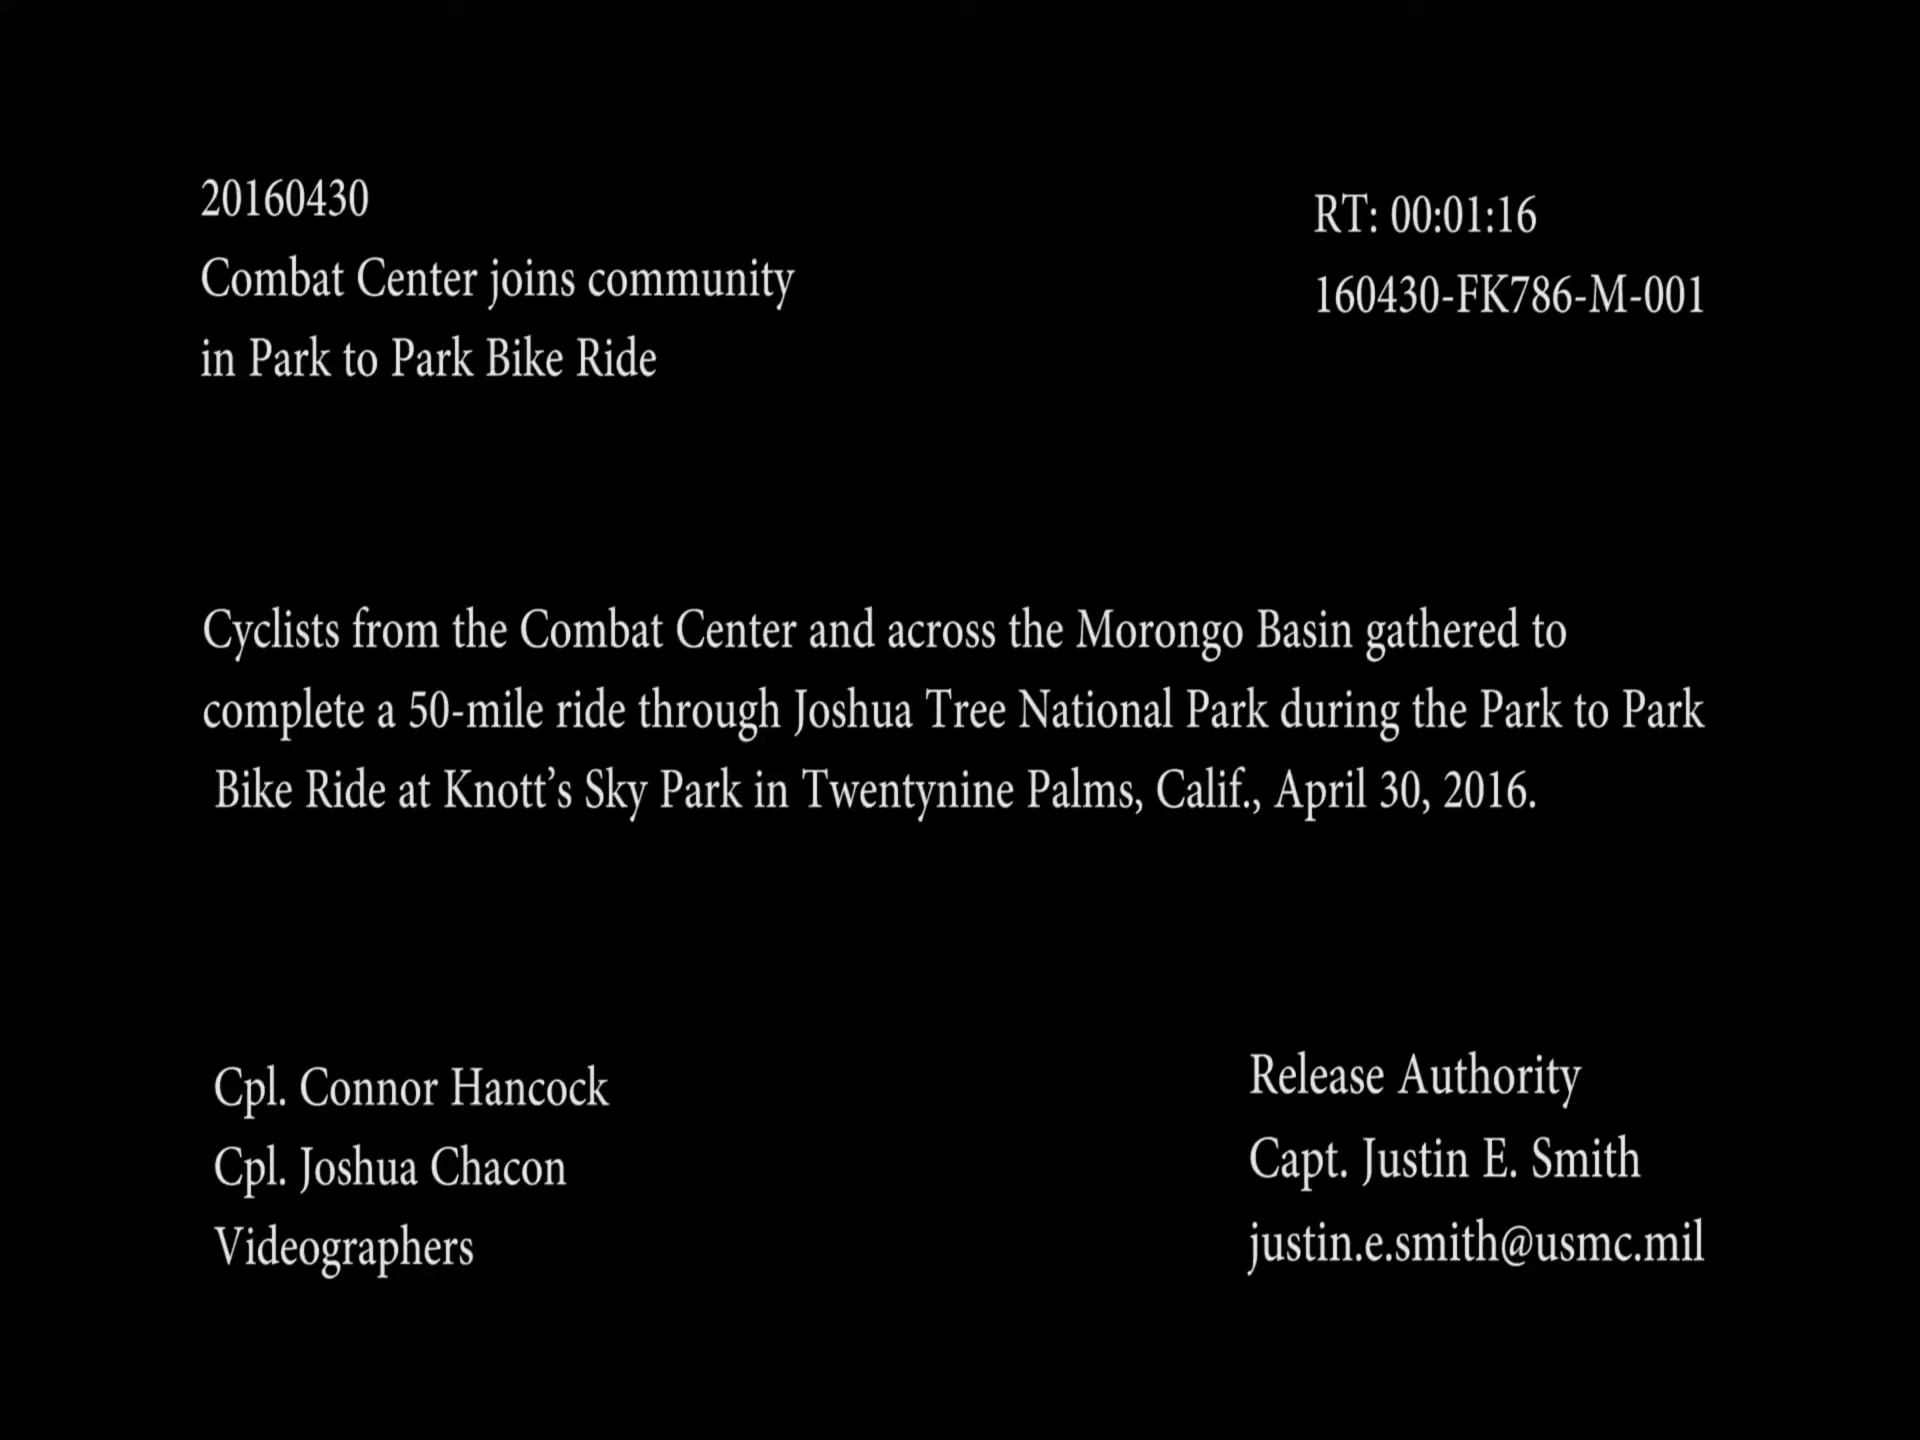 20160430
Combat Center joins community
in Park to Park Bike Ride
RT: 00:01:16
160430-FK786-M-001
Cyclists from the Combat Center and across the Morongo Basin gathered to
complete a 50-mile ride through Joshua Tree National Park during the Park to Park
Bike Ride at Knott’s Sky Park in Twentynine Palms, Calif., April 30, 2016.
Cpl. Connor Hancock
Cpl. Joshua Chacon
Videographers
Release Authority
Capt. Justin E. Smith
justin.e.smith@usmc.mil